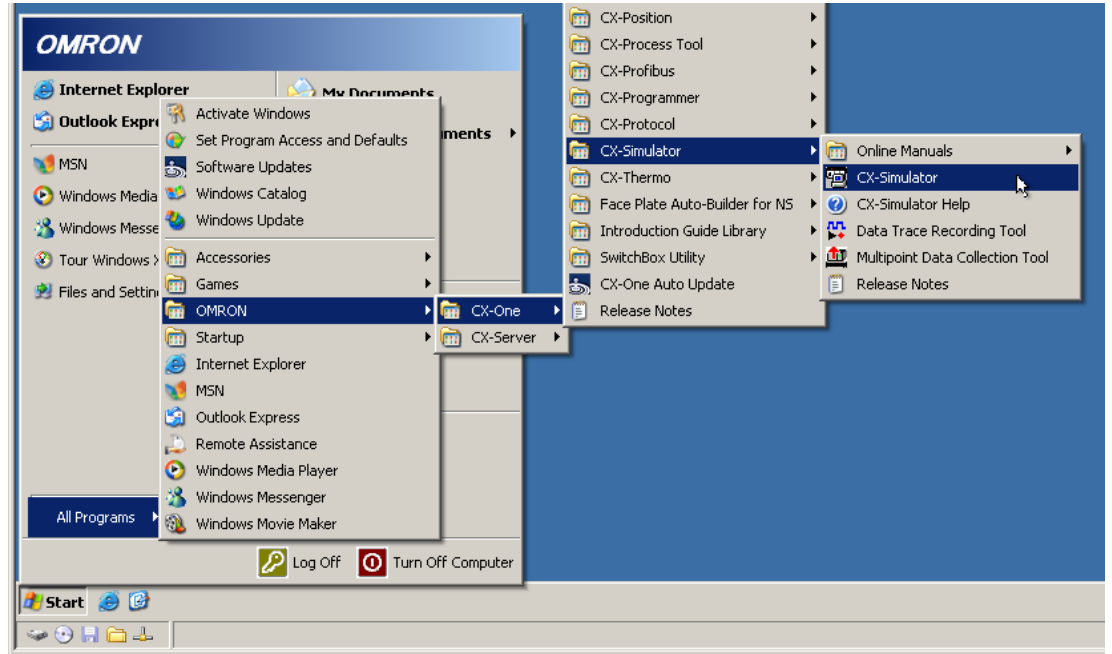 OMRON
Internet Explorer
My Documents
Outlook Expre
uments
MSN
Windows Media
Windows Messe
Tour Windows X
Files and Settin
All Programs
Log Off
Turn Off Computer
Activate Windows
Set Program Access and Defaults
Software Updates
Windows Catalog
Windows Update
Accessories
Games
OMRON
Startup
Internet Explorer
MSN
Outlook Express
Remote Assistance
Windows Media Player
Windows Messenger
Windows Movie Maker
CX-One
CX-Server
CX-Position
CX-Process Tool
CX-Profibus
CX-Programmer
CX-Protocol
CX-Simulator
CX-Thermo
Face Plate Auto-Builder for NS
Introduction Guide Library
SwitchBox Utility
CX-One Auto Update
Release Notes
Online Manuals
CX-Simulator
CX-Simulator Help
Data Trace Recording Tool
Multipoint Data Collection Tool
Release Notes
Start